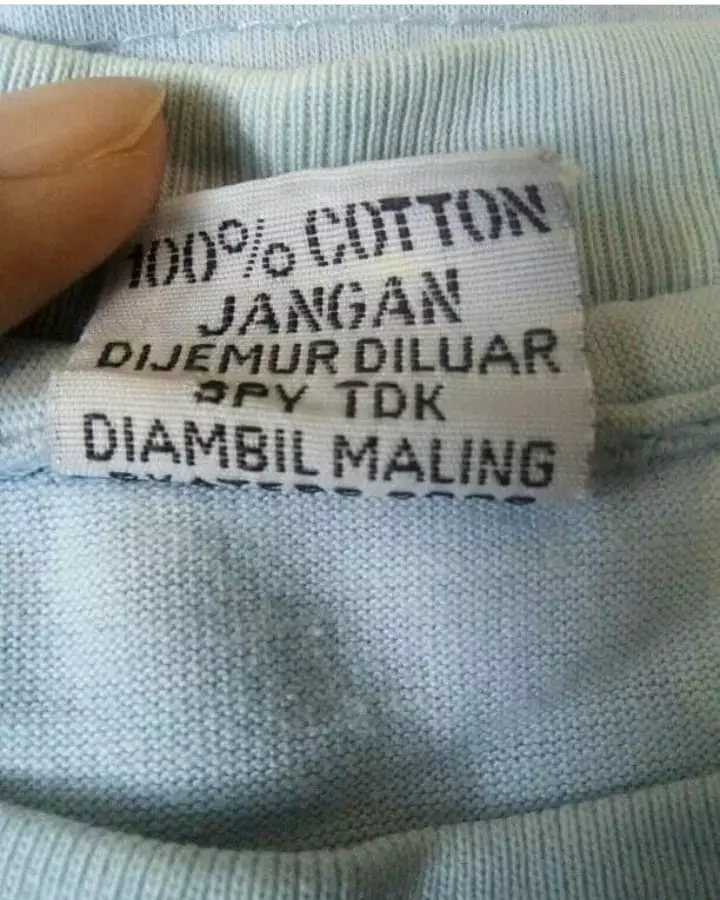 100% COTTON
JANGAN
DIJEMUR DILUAR
SPY TDK
DIAMBIL MALING